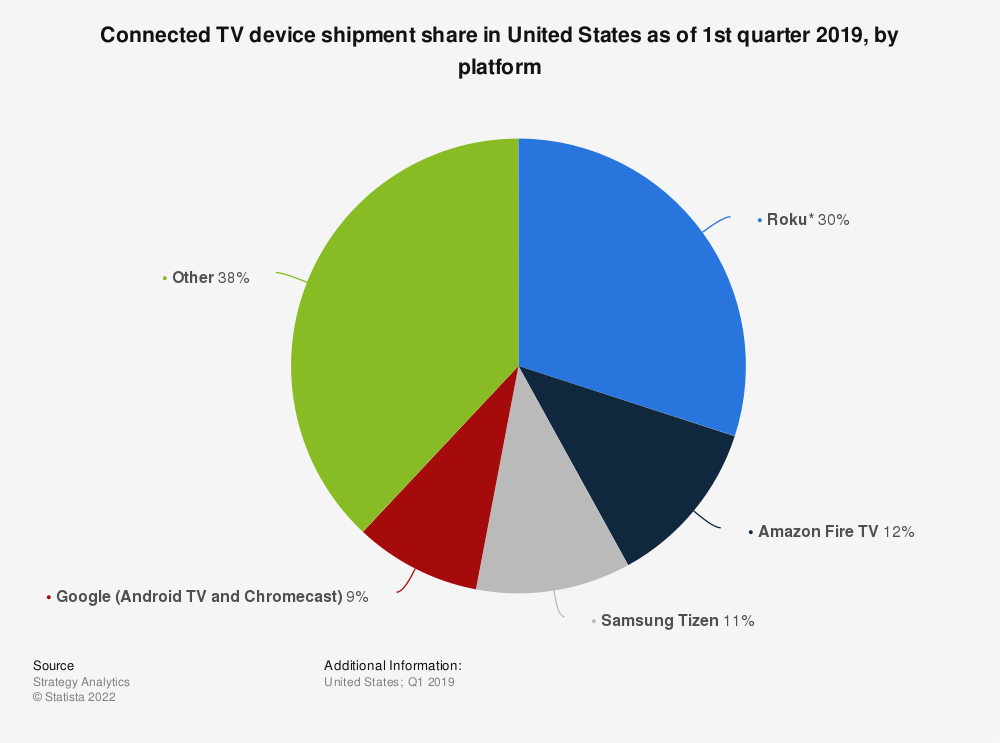 Connected TV device shipment share in United States as of 1st quarter 2019, by
platform
Roku* 30%
Other 38%
Amazon Fire TV 12%
Google (Android TV and Chromecast) 9%
Samsung Tizen 11%
Source
Strategy Analytics
© Statista 2022
Additional Information:
United States; Q1 2019